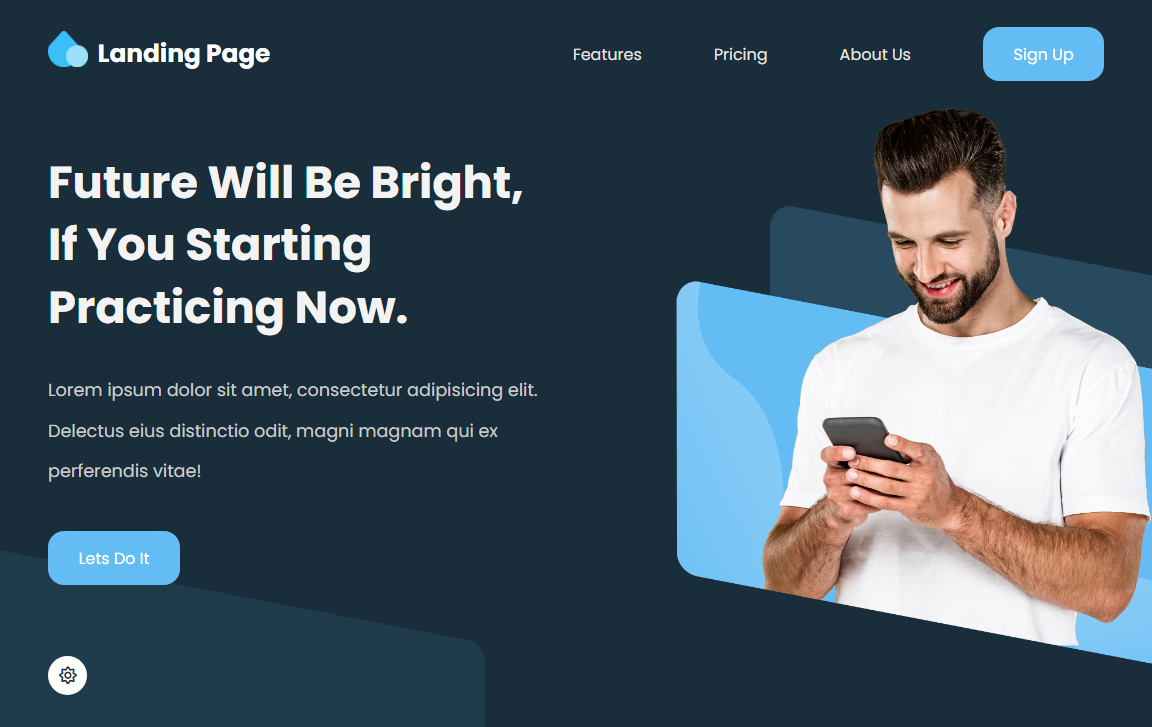 Landing Page
Features
Pricing
About Us
Sign Up
Future Will Be Bright,
If You Starting
Practicing Now.
Lorem ipsum dolor sit amet, consectetur adipisicing elit.
Delectus eius distinctio odit, magni magnam qui ex
perferendis vitae!
Lets Do It